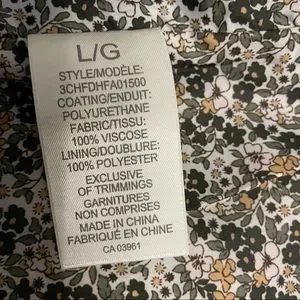 L/G
STYLE/MODÈLE:
3CHFDHFA01500
COATING/ENDUIT:
POLYURETHANE
FABRIC/TISSU:
100% VISCOSE
LINING/DOUBLURE:
100% POLYESTER
EXCLUSIVE
OF TRIMMINGS
GARNITURES
NON COMPRISES
MADE IN CHINA
FABRIQUÉ EN CHINE
CA 03961